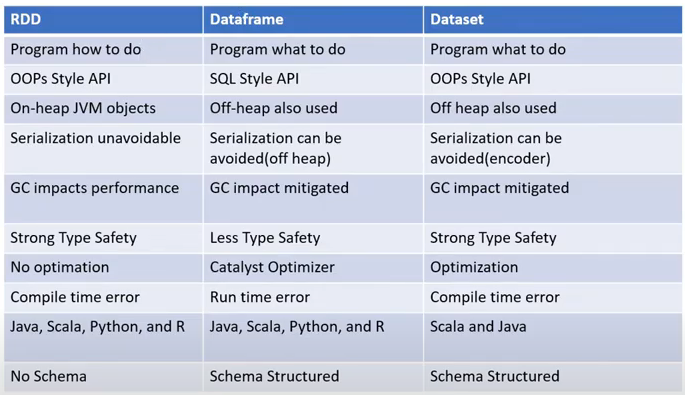 RDD Dataframe Dataset
Program how to do Program what to do Program what to do
OOPs Style API SQL Style API OOPs Style API
On-heap JVM objects Off-heap also used Off heap also used
Serialization unavoidable Serialization can be Serialization can be
avoided(off heap) avoided(encoder)
GC impacts performance GC impact mitigated GC impact mitigated
Strong Type Safety Less Type Safety Strong Type Safety
No optimation Catalyst Optimizer Optimization
Compile time error Run time error Compile time error
Java, Scala, Python, and R Java, Scala, Python, and R Scala and Java
No Schema Schema Structured Schema Structured